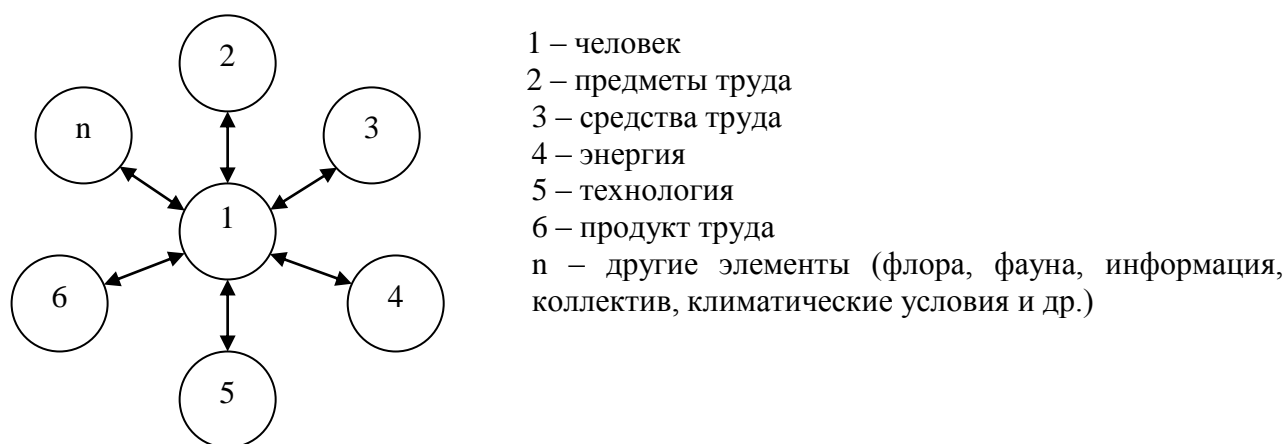 2
n
3
1
6
4
5
1 – человек
2 – предметы труда
3 – средства труда
4 – энергия
5 – технология
6 – продукт труда
n – другие элементы (флора, фауна, информация,
коллектив, климатические условия и др.)